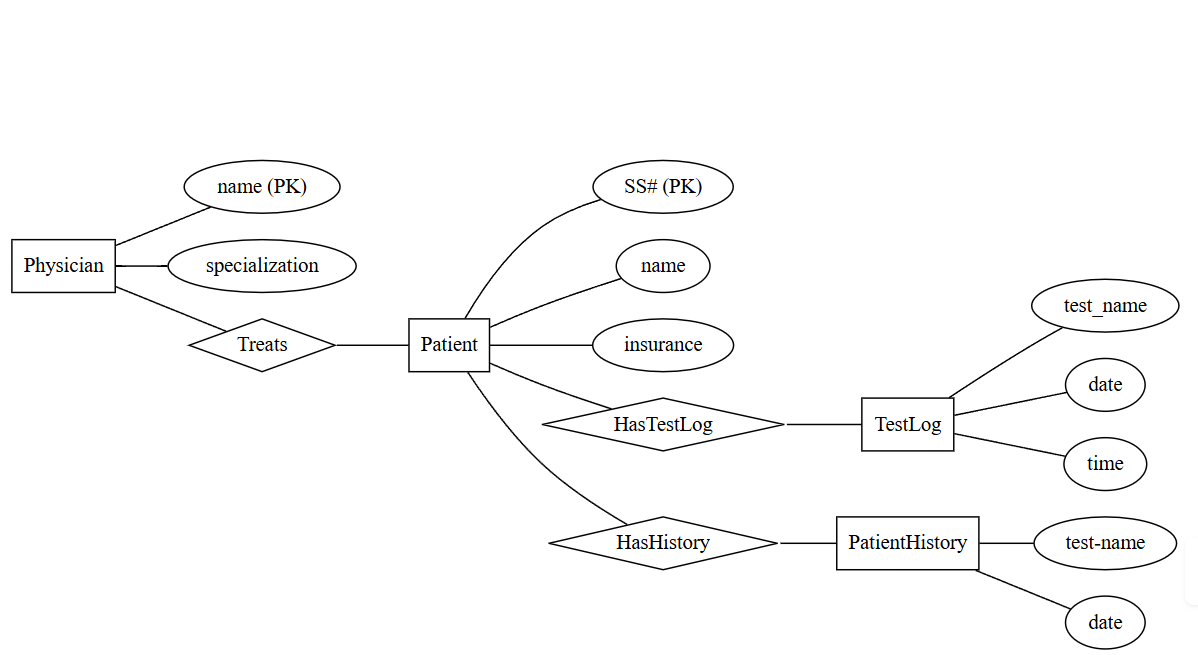 name (PK)
SS# (PK)
Physician
specialization
name
test_name
Treats
Patient
insurance
date
HasTestLog
TestLog
time
HasHistory
PatientHistory
test-name
date